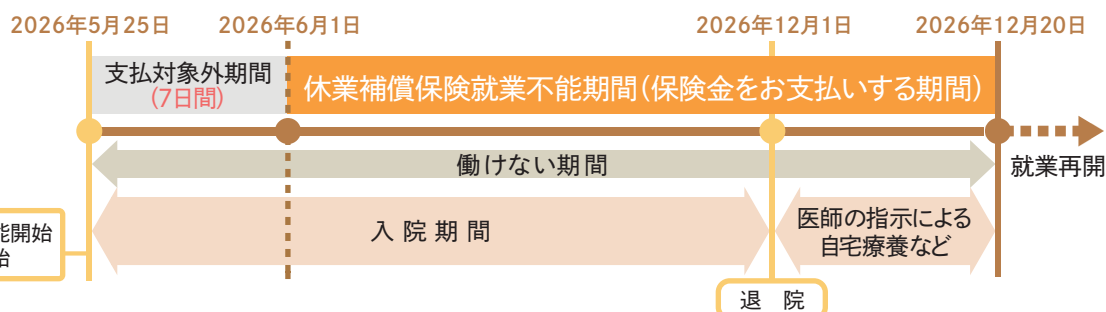 2026年5月25日 2026年6月1日 2026年12月1日 2026年12月20日
支払対象外期間
(7日間)
休業補償保険就業不能期間(保険金をお支払いする期間)
働けない期間
就業再開
能開始
始
入院期間
医師の指示による
自宅療養など
退 院